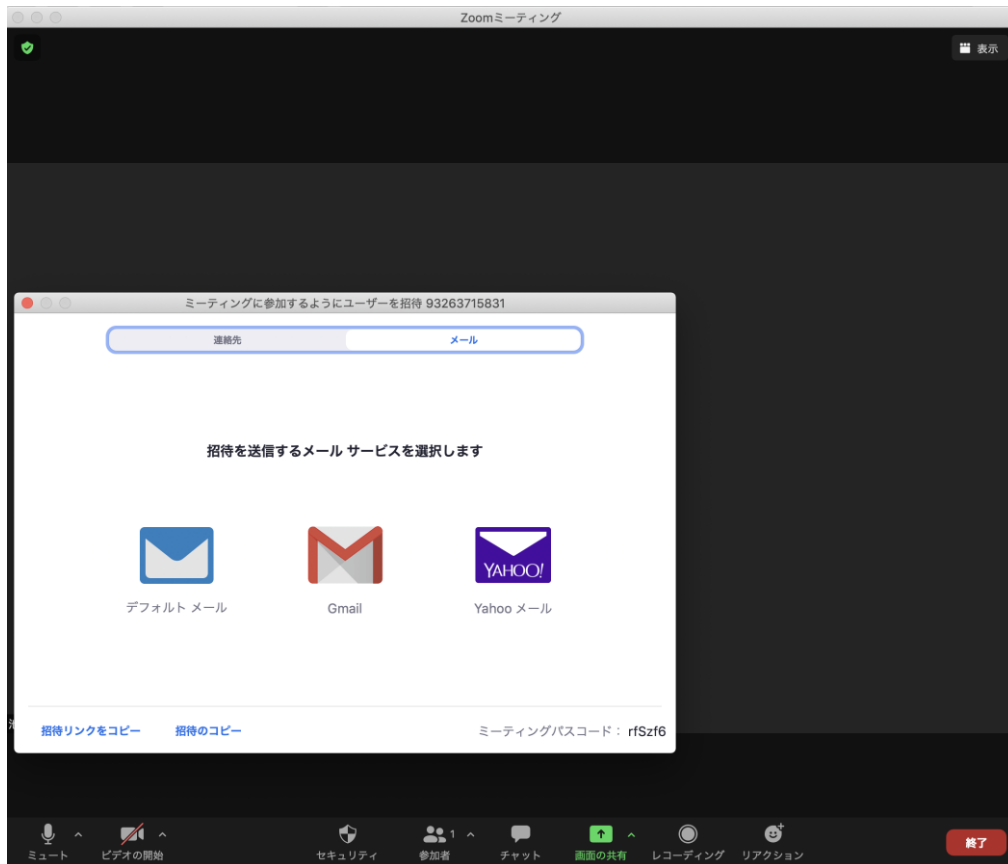 Zoomミーティング
表示
ミーティングに参加するようにユーザーを招待 93263715831
連絡先 メール
招待を送信するメール サービスを選択します
YAHOO!
デフォルト メール Gmail Yahoo メール
招待リンクをコピー 招待のコピー ミーティングパスコード： rfSzf6
1
ミュート ビデオの開始 セキュリティ 参加者 チャット 画面の共有 レコーディング リアクション 終了